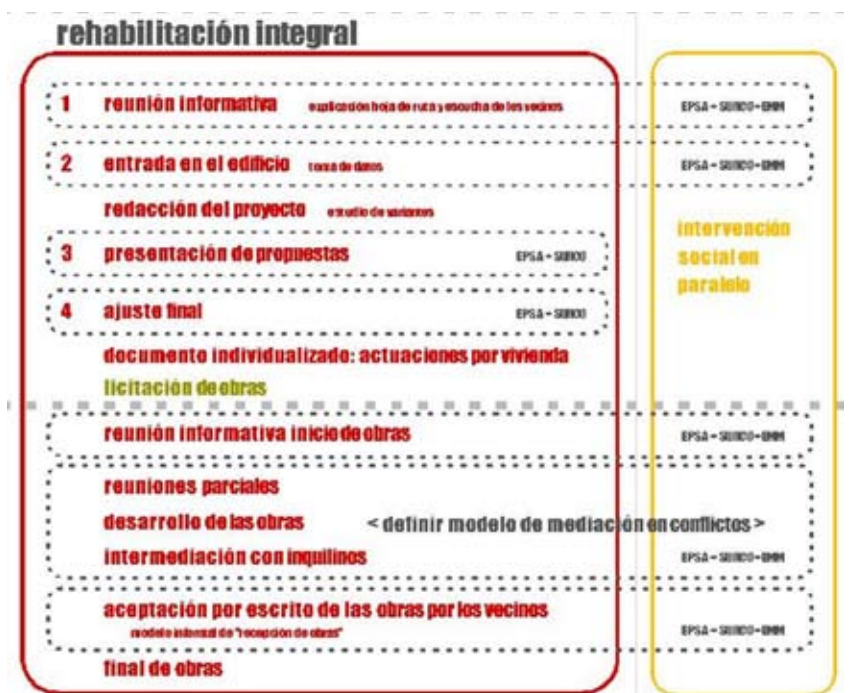 rehabilitación integral
1 reunión informativa explicación hoja de ruta y escucha de los vecinos EPSA + SURCO + EMM
2 entrada en el edificio toma de datos EPSA + SURCO + EMM
redacción del proyecto estudio de variantes
intervención
social en
paralelo
3 presentación de propuestas EPSA + SURCO
4 ajuste final EPSA + SURCO
documento individualizado: actuaciones por vivienda
licitación de obras
reunión informativa inicio de obras EPSA + SURCO + EMM
reuniones parciales
desarrollo de las obras < definir modelo de mediación en conflictos >
intermediación con inquilinos EPSA + SURCO + EMM
aceptación por escrito de las obras por los vecinos
modelo informal de "recepción de obras" EPSA + SURCO + EMM
final de obras